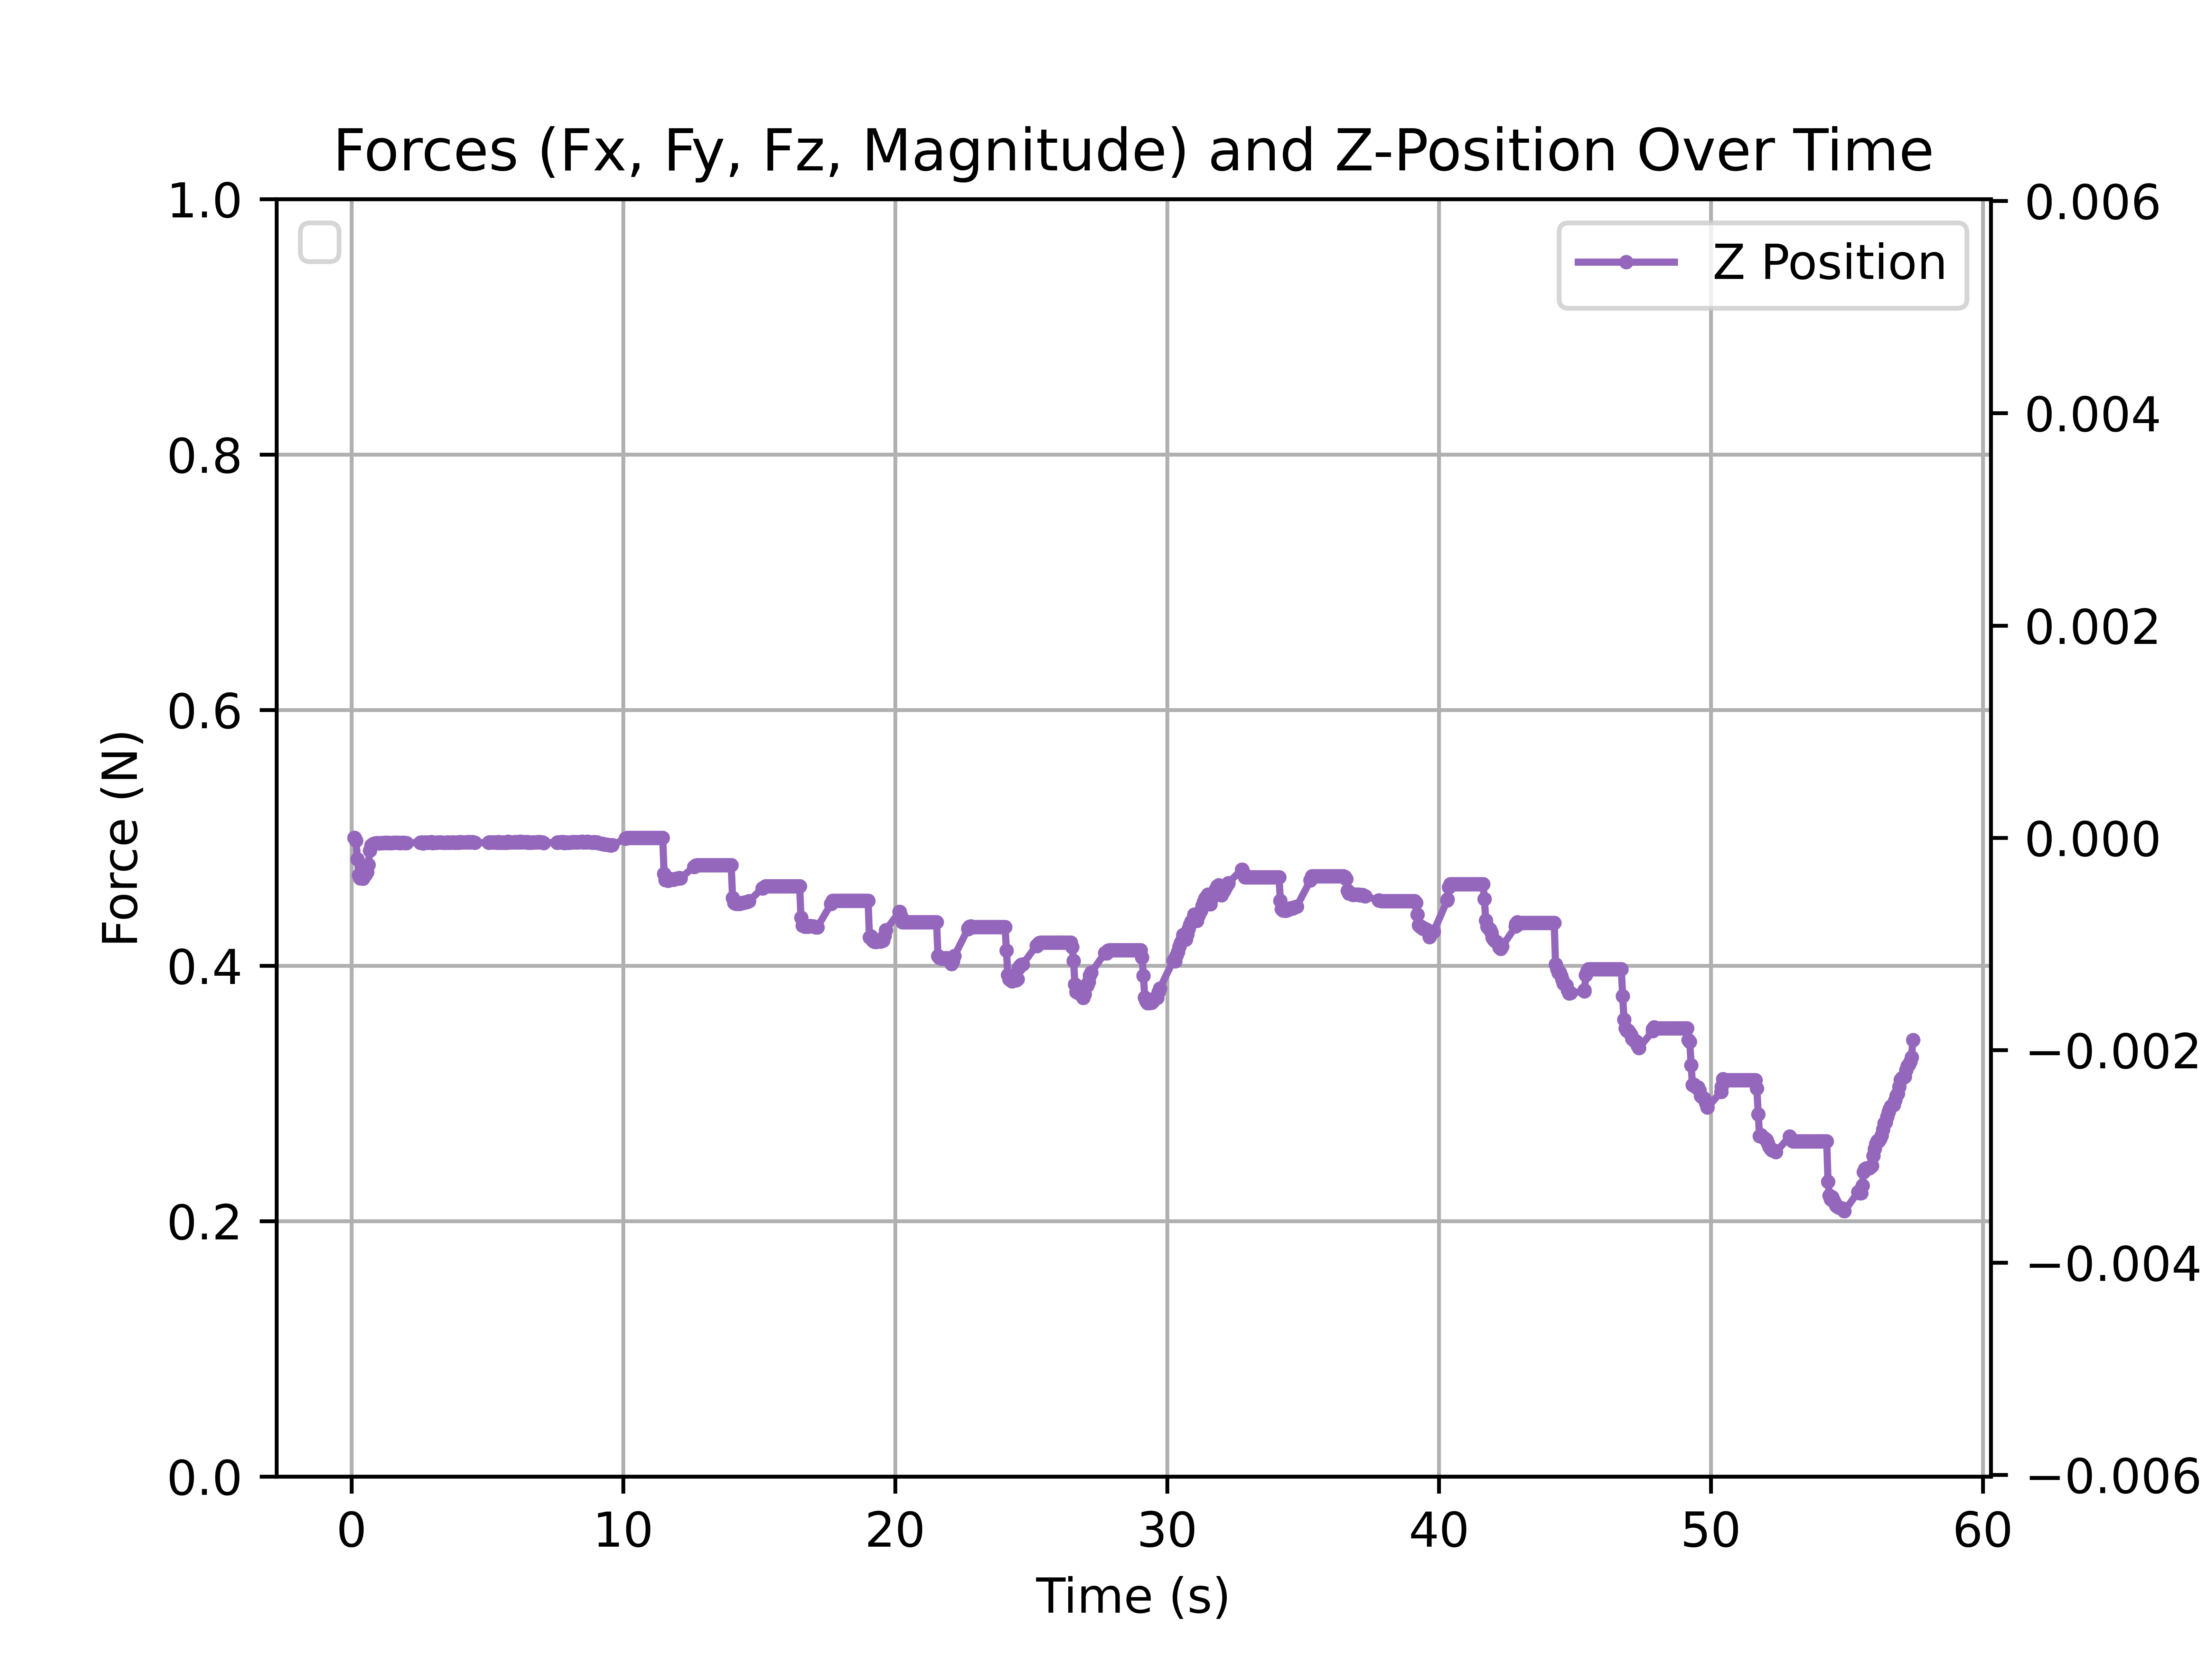 Forces (Fx, Fy, Fz, Magnitude) and Z-Position Over Time
Z Position
Force (N)
1.0
0.8
0.6
0.4
0.2
0.0
0.006
0.004
0.002
0.000
−0.002
−0.004
−0.006
0 10 20 30 40 50 60
Time (s)